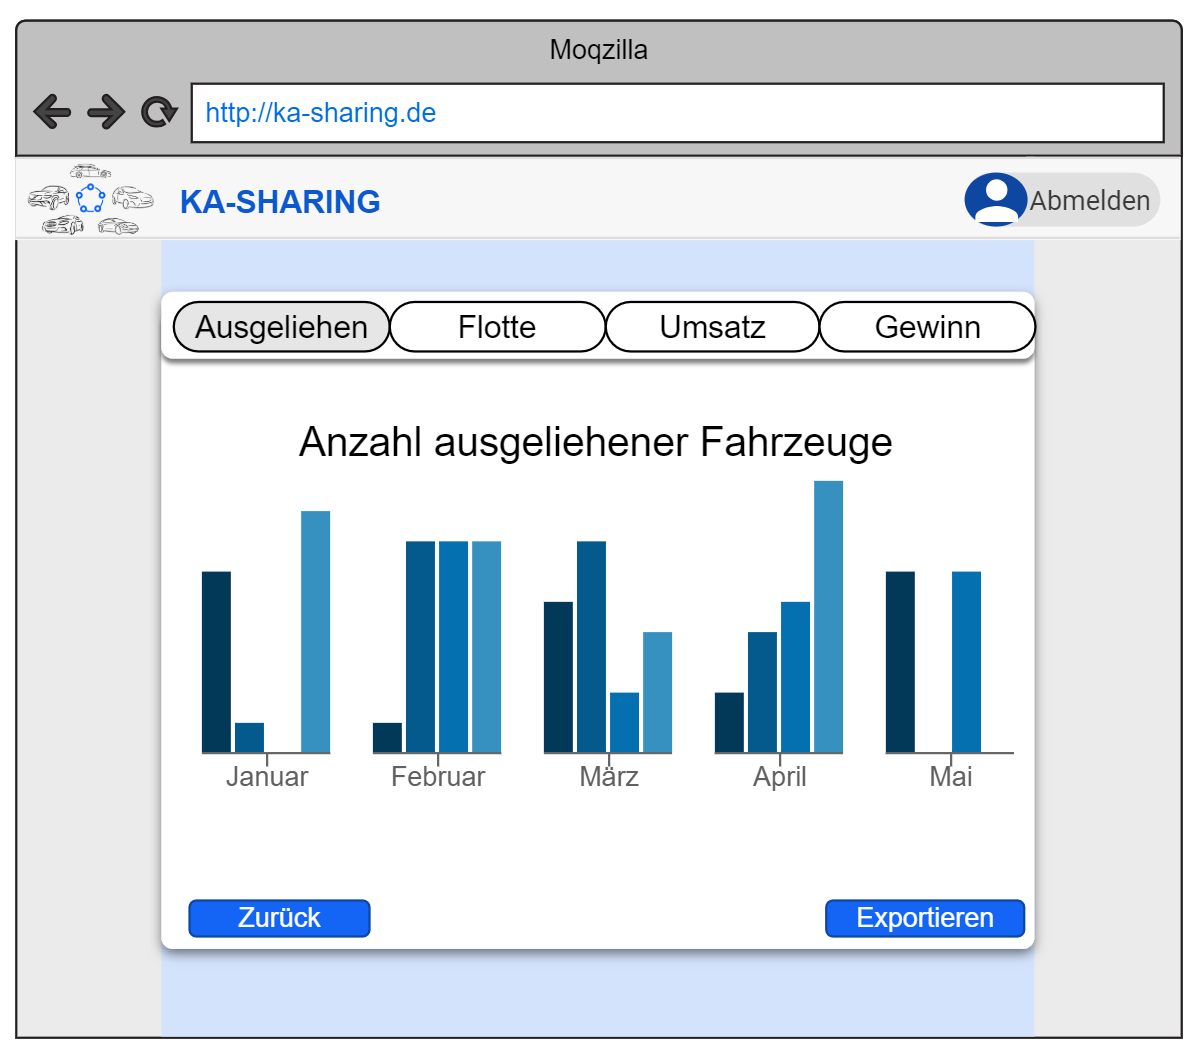 Moqzilla
http://ka-sharing.de
KA-SHARING
Abmelden
Ausgeliehen Flotte Umsatz Gewinn
Anzahl ausgeliehener Fahrzeuge
Januar Februar März April Mai
Zurück Exportieren